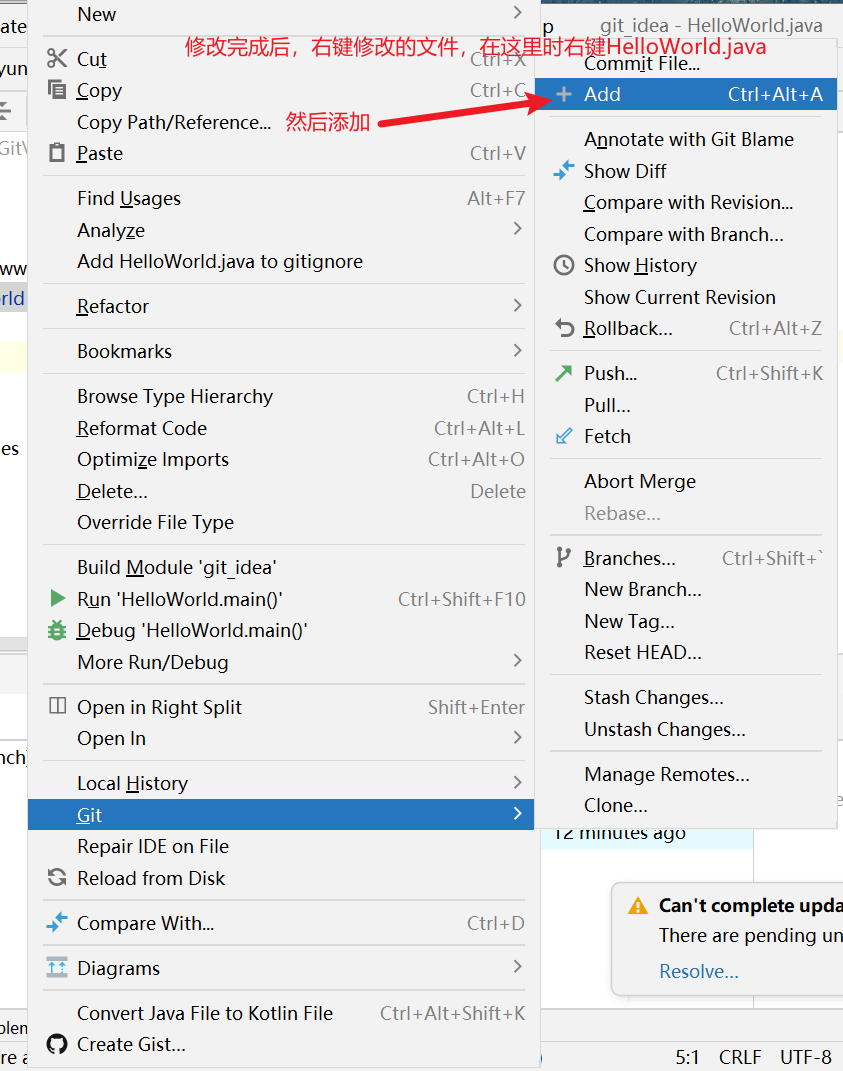 New
Cut Ctrl+X
Copy Ctrl+C
Copy Path/Reference...
Paste Ctrl+V
Find Usages Alt+F7
Analyze
Add HelloWorld.java to gitignore
Refactor
Bookmarks
Browse Type Hierarchy Ctrl+H
Reformat Code Ctrl+Alt+L
Optimize Imports Ctrl+Alt+O
Delete... Delete
Override File Type
Build Module 'git_idea'
Run 'HelloWorld.main()' Ctrl+Shift+F10
Debug 'HelloWorld.main()'
More Run/Debug
Open in Right Split Shift+Enter
Open In
Local History
Git
Repair IDE on File
Reload from Disk
Compare With... Ctrl+D
Diagrams
Convert Java File to Kotlin File Ctrl+Alt+Shift+K
Create Gist...
git_idea - HelloWorld.java
修改完成后，右键修改的文件，在这里时右键HelloWorld.java
然后添加
Commit File...
Add Ctrl+Alt+A
Annotate with Git Blame
Show Diff
Compare with Revision...
Compare with Branch...
Show History
Show Current Revision
Rollback... Ctrl+Alt+Z
Push... Ctrl+Shift+K
Pull...
Fetch
Abort Merge
Rebase...
Branches... Ctrl+Shift+`
New Branch...
New Tag...
Reset HEAD...
Stash Changes...
Unstash Changes...
Manage Remotes...
Clone...
12 minutes ago
Can't complete upda
There are pending un
Resolve...
5:1 CRLF UTF-8